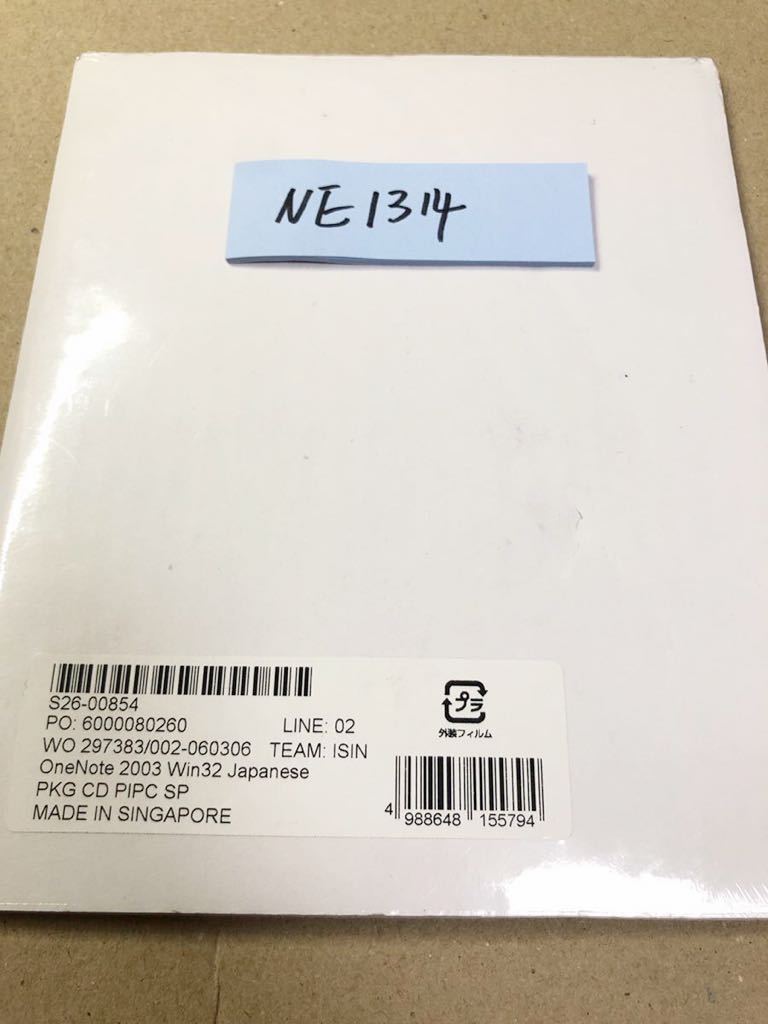 NE1314
S26-00854
PO: 6000080260 LINE: 02
WO 297383/002-060306 TEAM: ISIN
OneNote 2003 Win32 Japanese
PKG CD PIPC SP
MADE IN SINGAPORE
プラ
外装フィルム
4 988648 155794